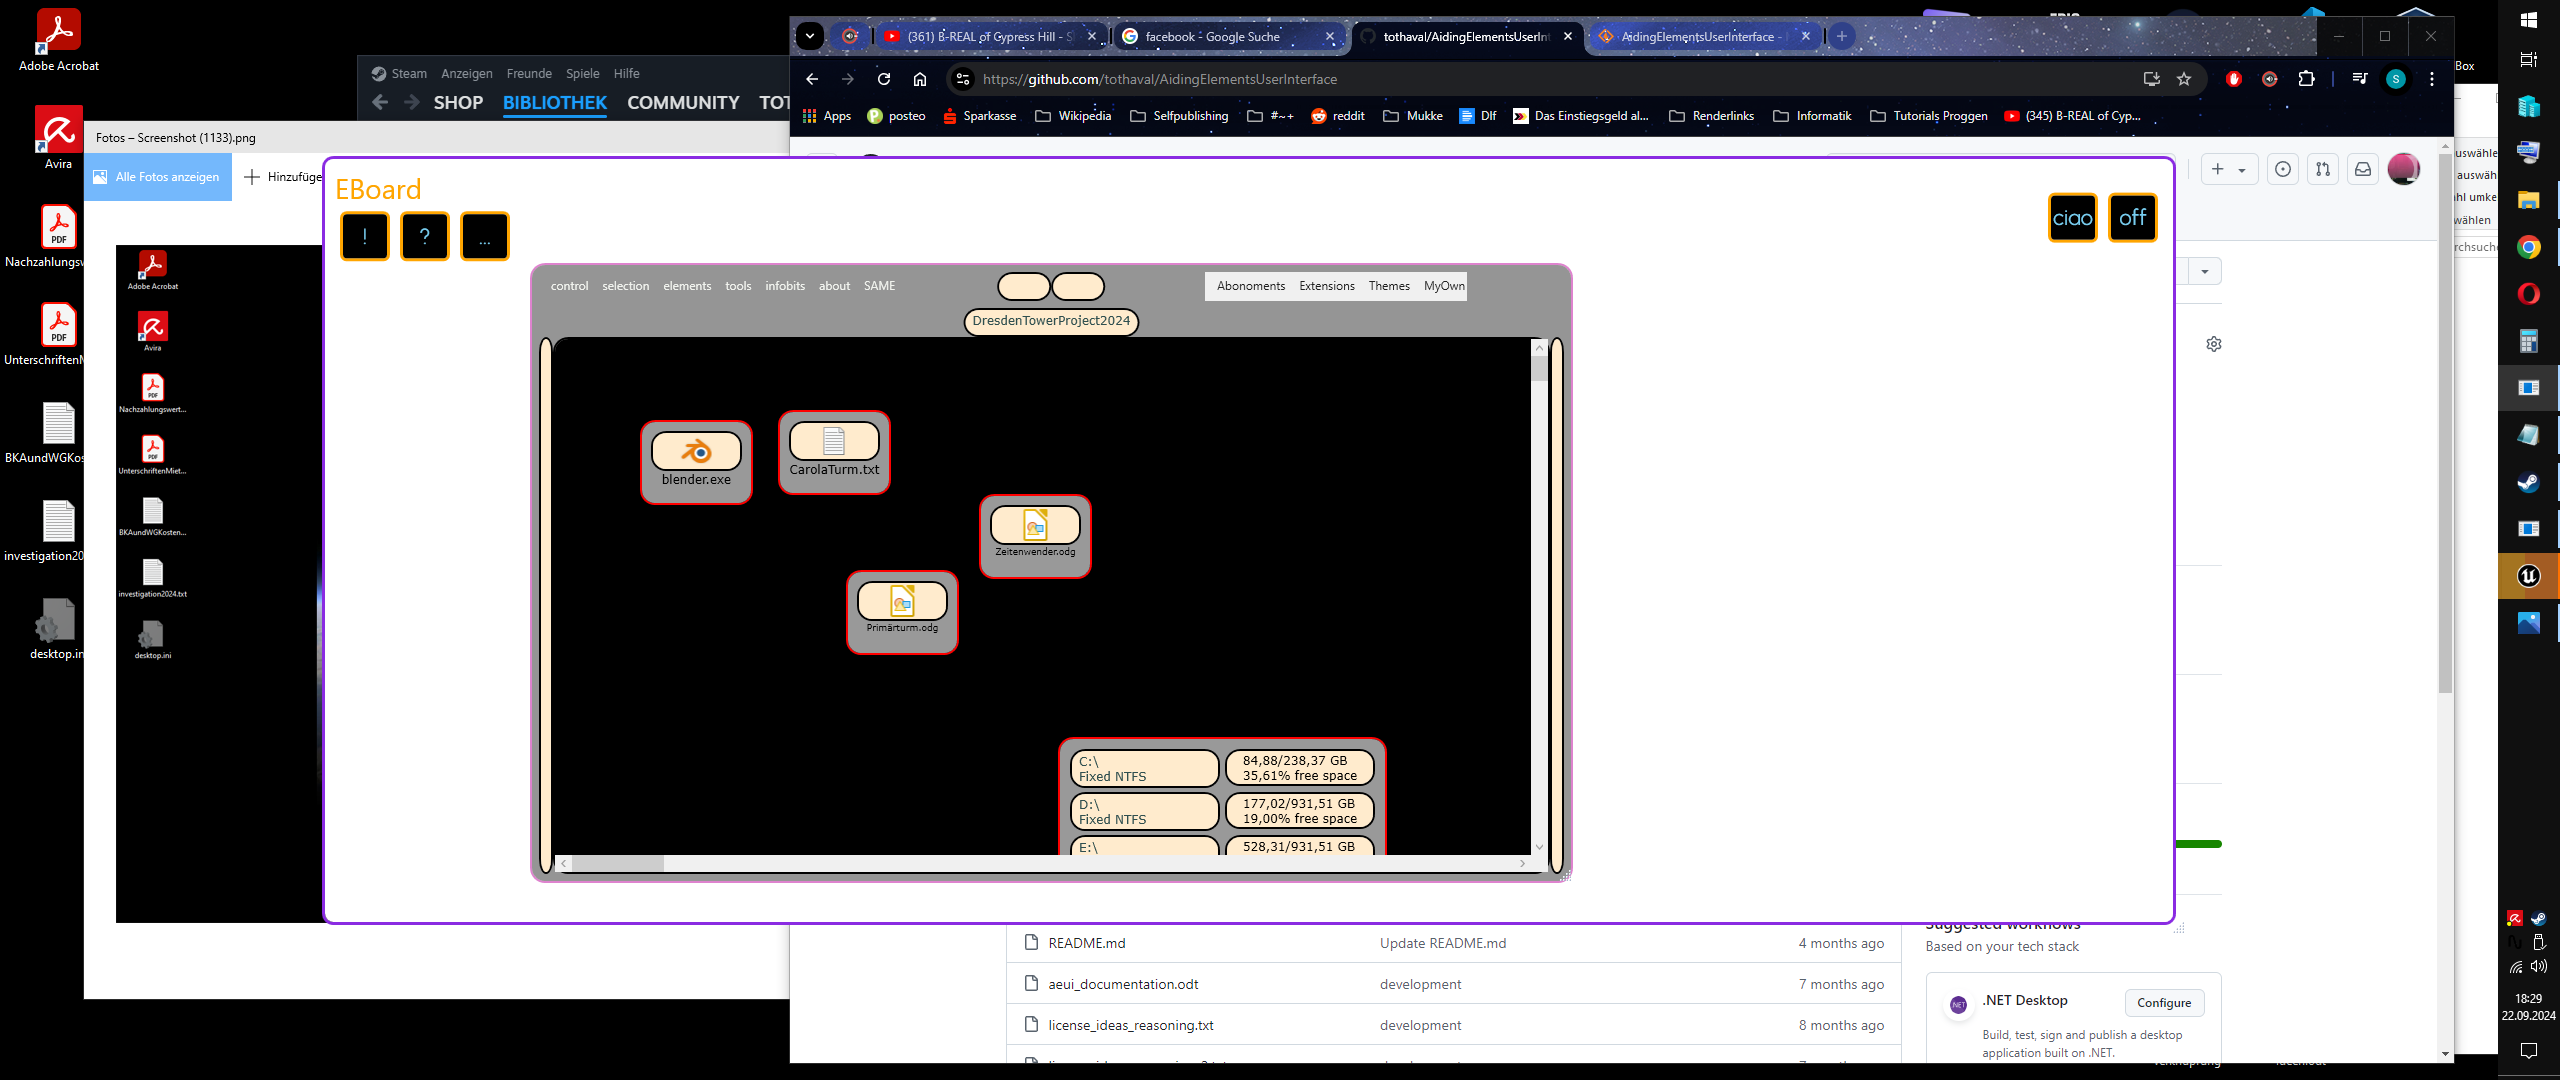 Adobe Acrobat
Avira
Nachzahlungsw
UnterschriftenM
BKAundWGKos
investigation20
desktop.in
Steam Anzeigen Freunde Spiele Hilfe
SHOP BIBLIOTHEK COMMUNITY TOT
Fotos – Screenshot (1133).png
Alle Fotos anzeigen
Hinzufüge
Adobe Acrobat
Avira
Nachzahlungswert...
UnterschriftenMiet...
BKAundWGKosten...
investigation2024.txt
desktop.ini
(361) B-REAL of Cypress Hill - S
facebook - Google Suche
tothaval/AidingElementsUserInt
AidingElementsUserInterface -
https://github.com/tothaval/AidingElementsUserInterface
S
Apps posteo Sparkasse Wikipedia Selfpublishing #~+ reddit Mukke Dlf Das Einstiegsgeld al... Renderlinks Informatik Tutorials Proggen (345) B-REAL of Cyp...
EBoard
! ? ...
ciao off
control selection elements tools infobits about SAME
Abonoments Extensions Themes MyOwn
DresdenTowerProject2024
blender.exe
CarolaTurm.txt
Zeitenwender.odg
Primärturm.odg
C:\
Fixed NTFS
84,88/238,37 GB
35,61% free space
D:\
Fixed NTFS
177,02/931,51 GB
19,00% free space
E:\
528,31/931,51 GB
README.md Update README.md 4 months ago
aeui_documentation.odt development 7 months ago
license_ideas_reasoning.txt development 8 months ago
Suggested workflows
Based on your tech stack
.NET Desktop
Configure
Build, test, sign and publish a desktop
application built on .NET.
Box
uswähle
auswäh
hl umke
wählen
rchsuche
18:29
22.09.2024